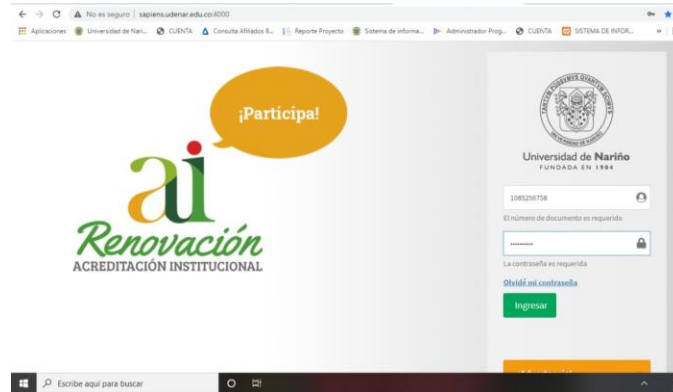 No es seguro | sapiens.udenar.edu.co:4000
Aplicaciones Universidad de Nari... CUENTA Consulta Afiliados B... Reporte Proyecto Sistema de informa... Administrador Prog... CUENTA SISTEMA DE INFOR... »
¡Participa!
ai
Renovación
ACREDITACIÓN INSTITUCIONAL
Universidad de Nariño
FUNDADA EN 1904
1085256758
El número de documento es requerido
La contraseña es requerida
Olvidé mi contraseña
Ingresar
Escribe aquí para buscar